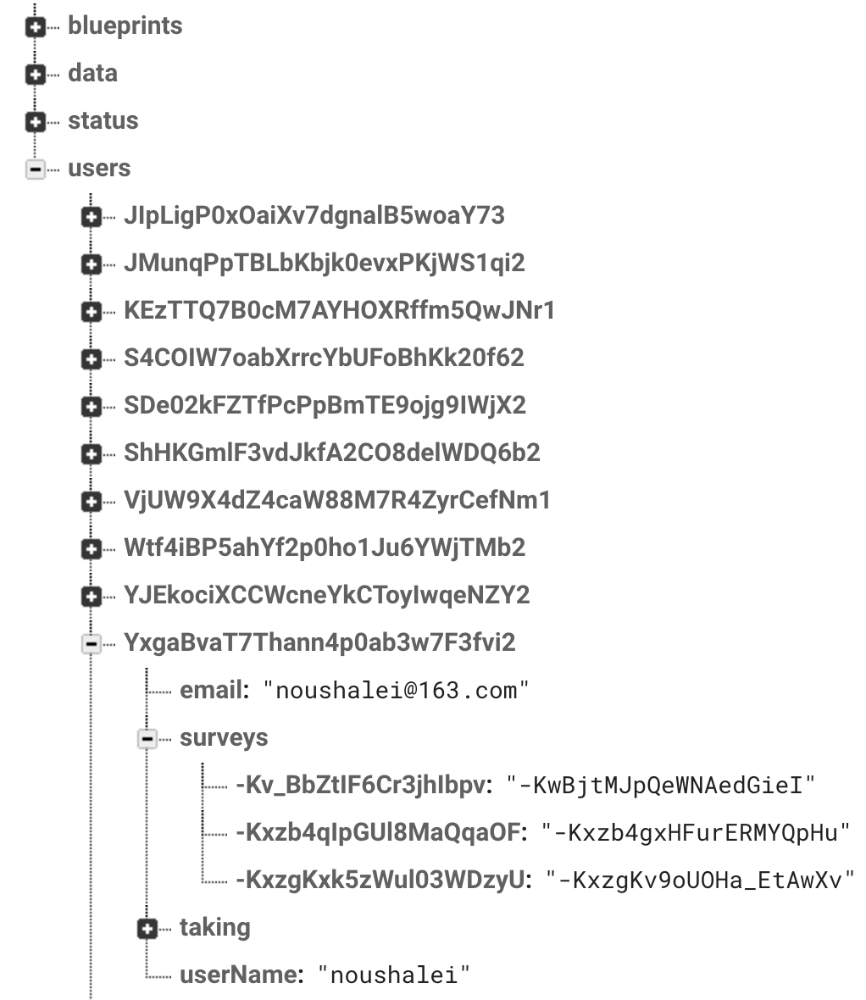 blueprints
data
status
users
JIpLigP0xOaiXv7dgnalB5woaY73
JMunqPpTBLbKbjk0evxPKjWS1qi2
KEzTTQ7B0cM7AYHOXRffm5QwJNr1
S4COIW7oabXrrcYbUFoBhKk20f62
SDe02kFZTfPcPpBmTE9ojg9IWjX2
ShHKGmlF3vdJkfA2CO8delWDQ6b2
VjUW9X4dZ4caW88M7R4ZyrCefNm1
Wtf4iBP5ahYf2p0ho1Ju6YWjTMb2
YJEkociXCCWcneYkCToyIwqeNZY2
YxgaBvaT7Thann4p0ab3w7F3fvi2
email: "noushalei@163.com"
surveys
-Kv_BbZtIF6Cr3jhIbpv: "-KwBjtMJpQeWNAedGieI"
-Kxzb4qIpGUl8MaQqaOF: "-Kxzb4gxHFurERMYQpHu"
-KxzgKxk5zWul03WDzyU: "-KxzgKv9oUOHa_EtAwXv"
taking
userName: "noushalei"